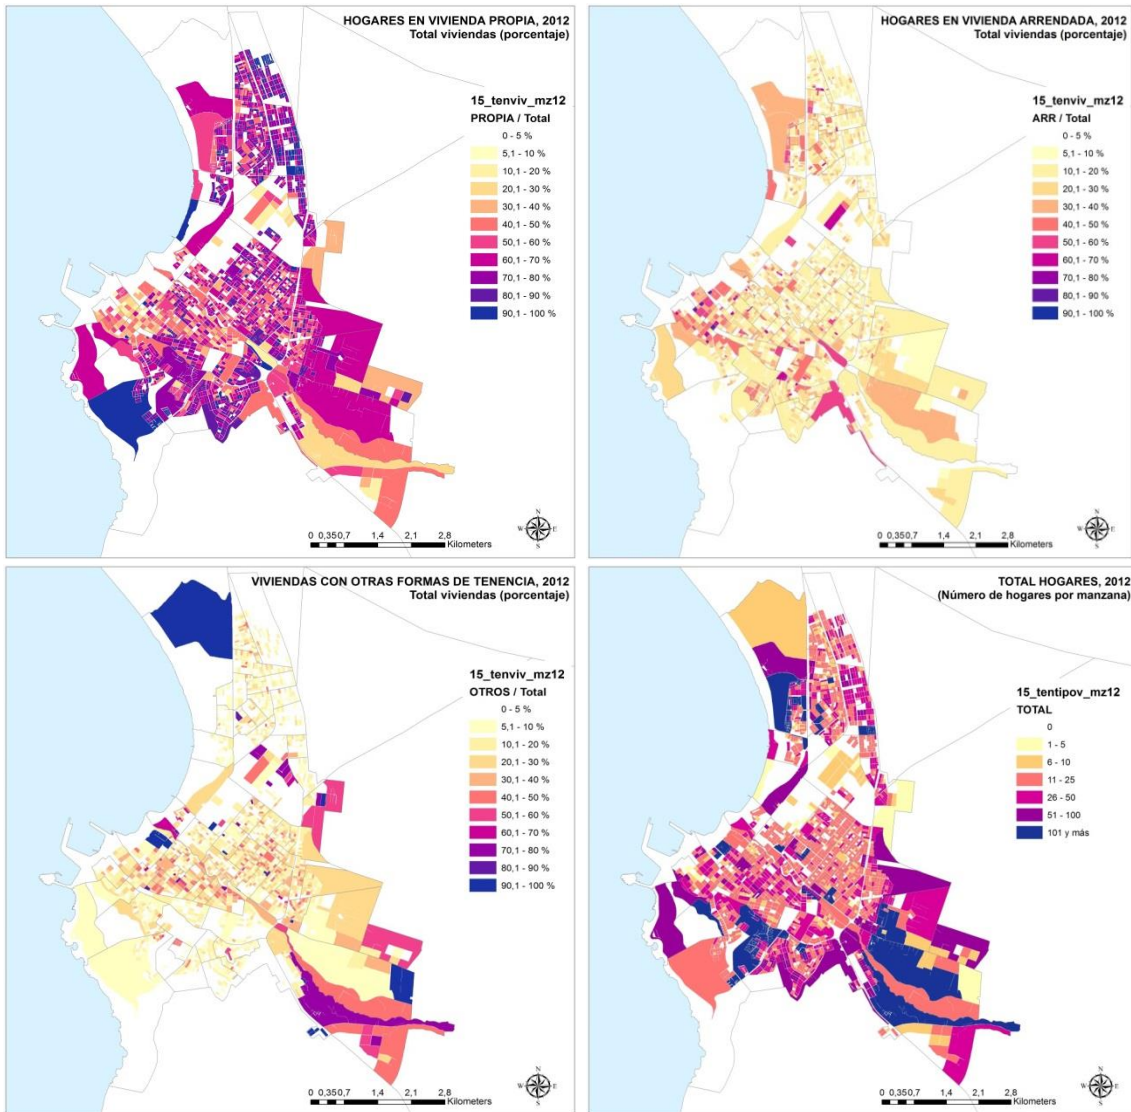 HOGARES EN VIVIENDA PROPIA, 2012
Total viviendas (porcentaje)
15_tenviv_mz12
PROPIA / Total
0 - 5 %
5,1 - 10 %
10,1 - 20 %
20,1 - 30 %
30,1 - 40 %
40,1 - 50 %
50,1 - 60 %
60,1 - 70 %
70,1 - 80 %
80,1 - 90 %
90,1 - 100 %
N
W E
S
0 0,350,7 1,4 2,1 2,8
Kilometers
HOGARES EN VIVIENDA ARRENDADA, 2012
Total viviendas (porcentaje)
15_tenviv_mz12
ARR / Total
0 - 5 %
5,1 - 10 %
10,1 - 20 %
20,1 - 30 %
30,1 - 40 %
40,1 - 50 %
50,1 - 60 %
60,1 - 70 %
70,1 - 80 %
80,1 - 90 %
90,1 - 100 %
N
W E
S
0 0,350,7 1,4 2,1 2,8
Kilometers
VIVIENDAS CON OTRAS FORMAS DE TENENCIA, 2012
Total viviendas (porcentaje)
15_tenviv_mz12
OTROS / Total
0 - 5 %
5,1 - 10 %
10,1 - 20 %
20,1 - 30 %
30,1 - 40 %
40,1 - 50 %
50,1 - 60 %
60,1 - 70 %
70,1 - 80 %
80,1 - 90 %
90,1 - 100 %
N
W E
S
0 0,350,7 1,4 2,1 2,8
Kilometers
TOTAL HOGARES, 2012
(Número de hogares por manzana)
15_tentipov_mz12
TOTAL
0
1 - 5
6 - 10
11 - 25
26 - 50
51 - 100
101 y más
N
W E
S
0 0,350,7 1,4 2,1 2,8
Kilometers